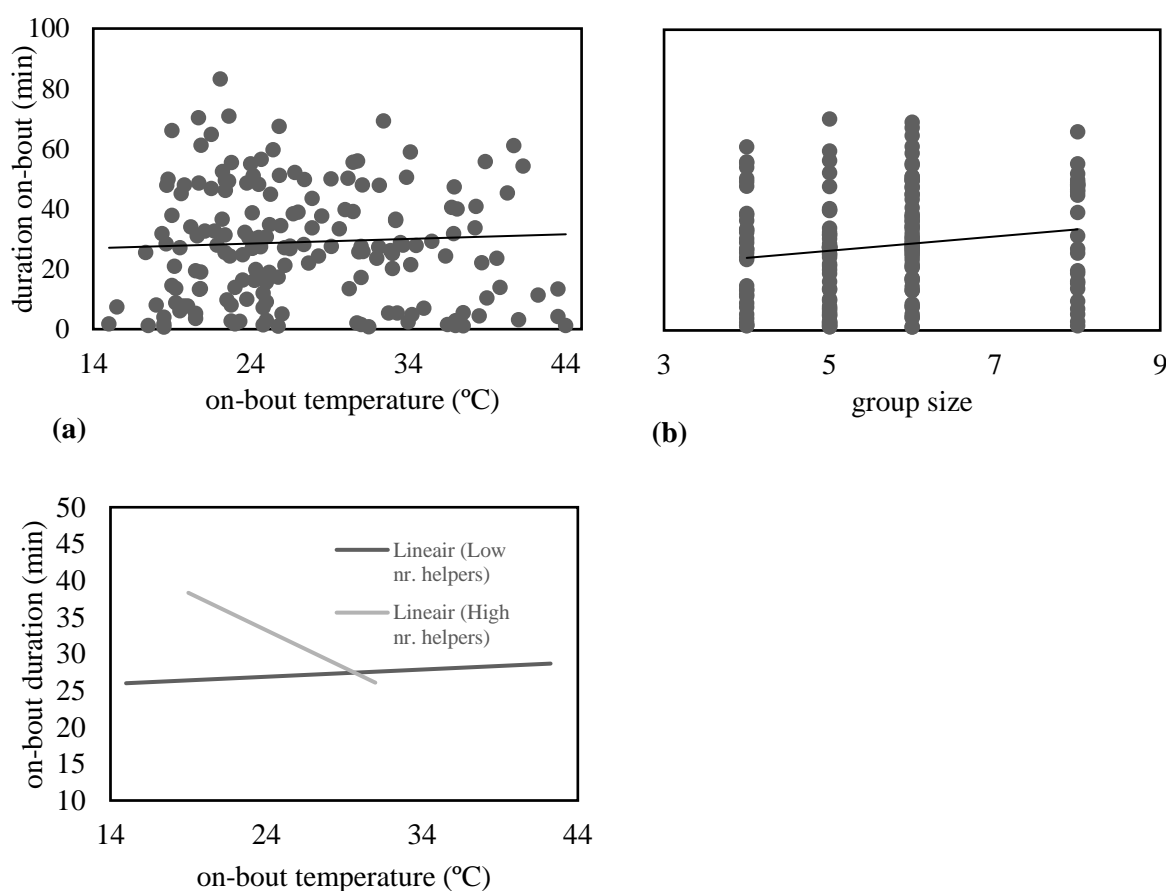 100
80
60
40
20
0
duration on-bout (min)
14 24 34 44
on-bout temperature (ºC)
(a)
3 5 7 9
group size
(b)
50
45
40
35
30
25
20
15
10
on-bout duration (min)
Lineair (Low
nr. helpers)
Lineair (High
nr. helpers)
14 24 34 44
on-bout temperature (ºC)